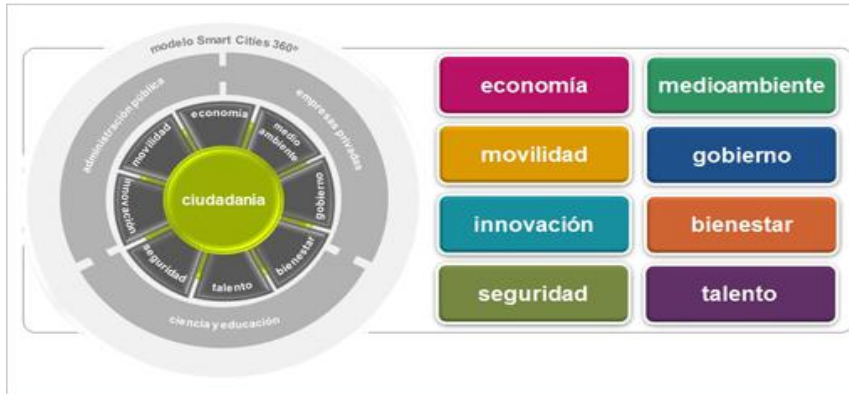 modelo Smart Cities 360º
administración pública
empresas privadas
ciencia y educación
economía
medio
ambiente
gobierno
bienestar
talento
seguridad
innovación
movilidad
ciudadanía
economía
medioambiente
movilidad
gobierno
innovación
bienestar
seguridad
talento